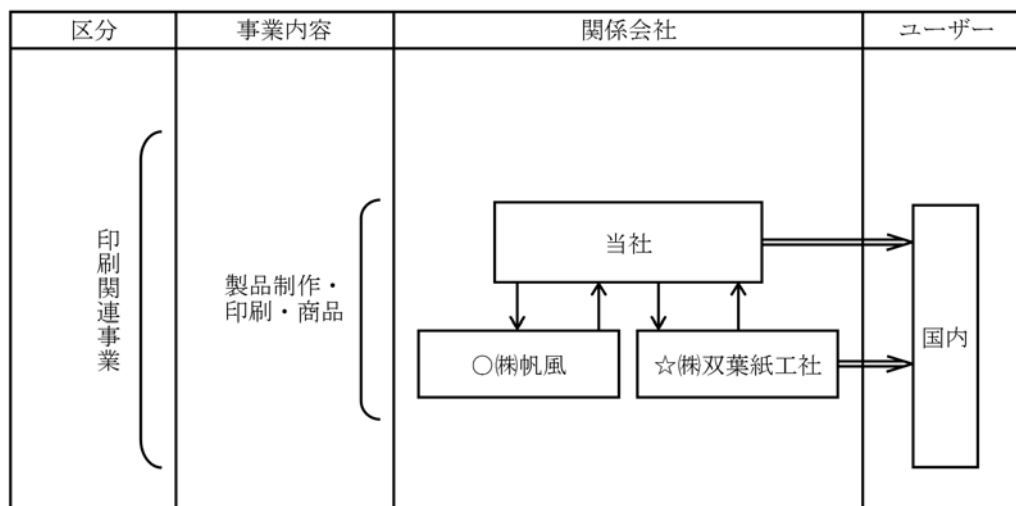 区分
事業内容
関係会社
ユーザー
印刷関連事業
製品制作・
印刷・商品
当社
○㈱帆風
☆㈱双葉紙工社
国内